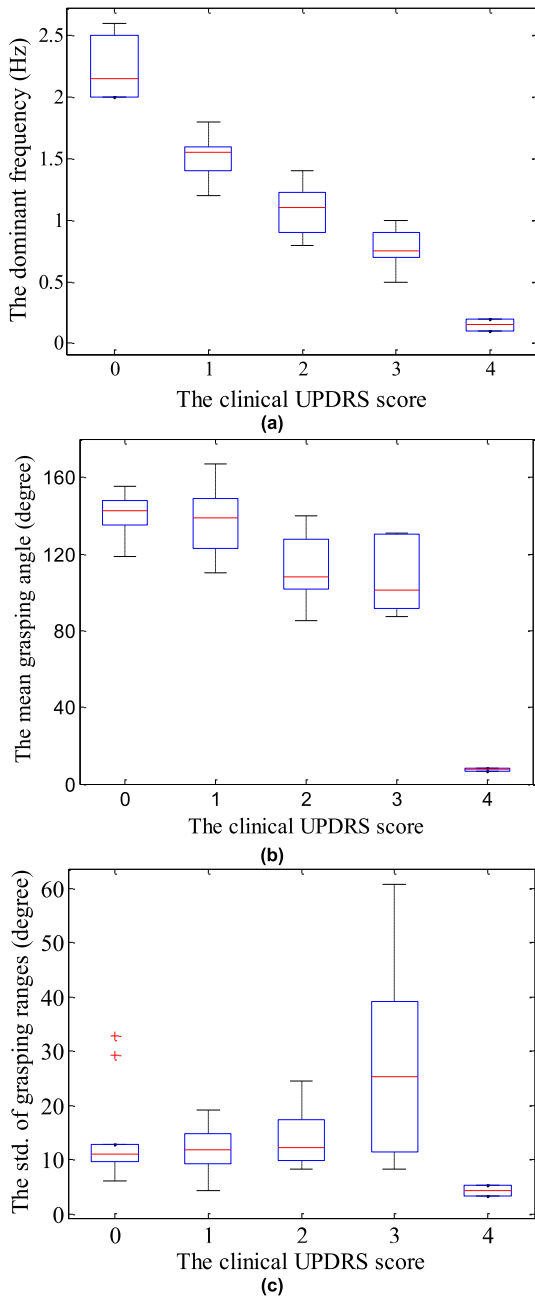 The dominant frequency (Hz)
2.5
2
1.5
1
0.5
0
0 1 2 3 4
The clinical UPDRS score
(a)
The mean grasping angle (degree)
160
120
80
40
0
0 1 2 3 4
The clinical UPDRS score
(b)
The std. of grasping ranges (degree)
60
50
40
30
20
10
0
0 1 2 3 4
The clinical UPDRS score
(c)